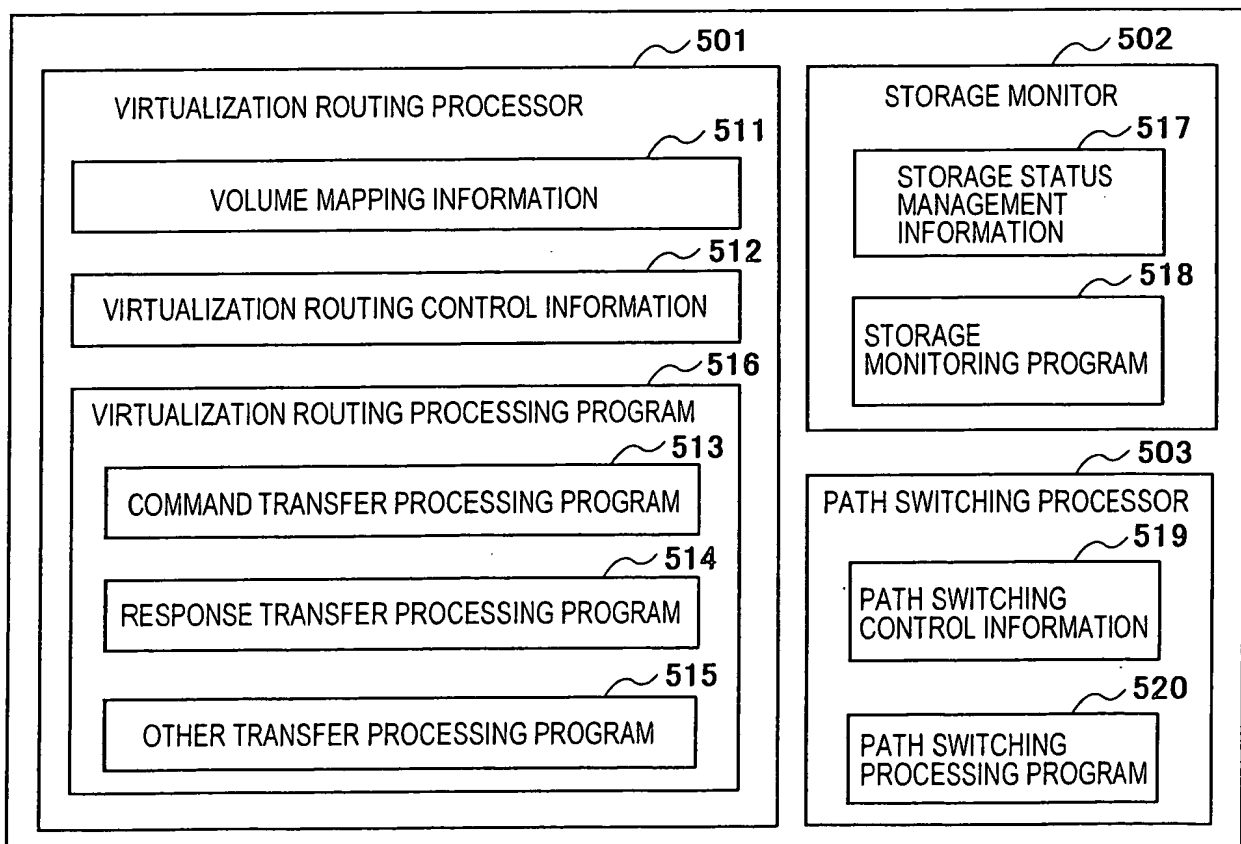 501
VIRTUALIZATION ROUTING PROCESSOR
511
VOLUME MAPPING INFORMATION
512
VIRTUALIZATION ROUTING CONTROL INFORMATION
516
VIRTUALIZATION ROUTING PROCESSING PROGRAM
513
COMMAND TRANSFER PROCESSING PROGRAM
514
RESPONSE TRANSFER PROCESSING PROGRAM
515
OTHER TRANSFER PROCESSING PROGRAM
502
STORAGE MONITOR
517
STORAGE STATUS
MANAGEMENT
INFORMATION
518
STORAGE
MONITORING PROGRAM
503
PATH SWITCHING PROCESSOR
519
PATH SWITCHING
CONTROL INFORMATION
520
PATH SWITCHING
PROCESSING PROGRAM